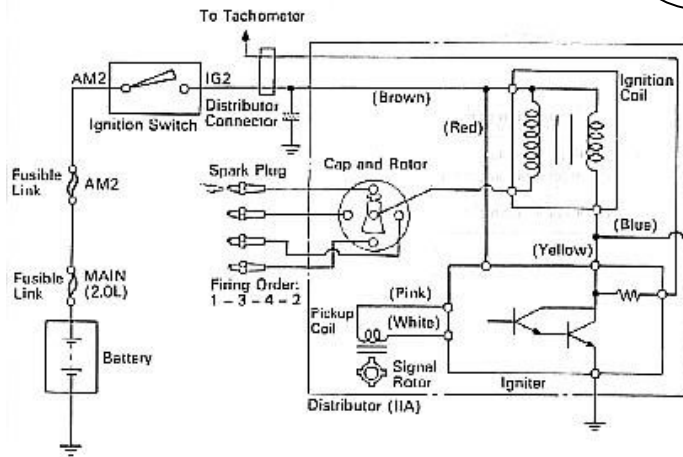 To Tachometer
AM2
IG2
Ignition Switch
Distributor
Connector
(Brown)
(Red)
Ignition
Coil
Fusible
Link
AM2
Spark Plug
Cap and Rotor
(Blue)
(Yellow)
Fusible
Link
MAIN
(2.0L)
Firing Order:
1 – 3 – 4 – 2
Pickup
Coil
(Pink)
(White)
Battery
Signal
Rotor
Igniter
Distributor (IIA)